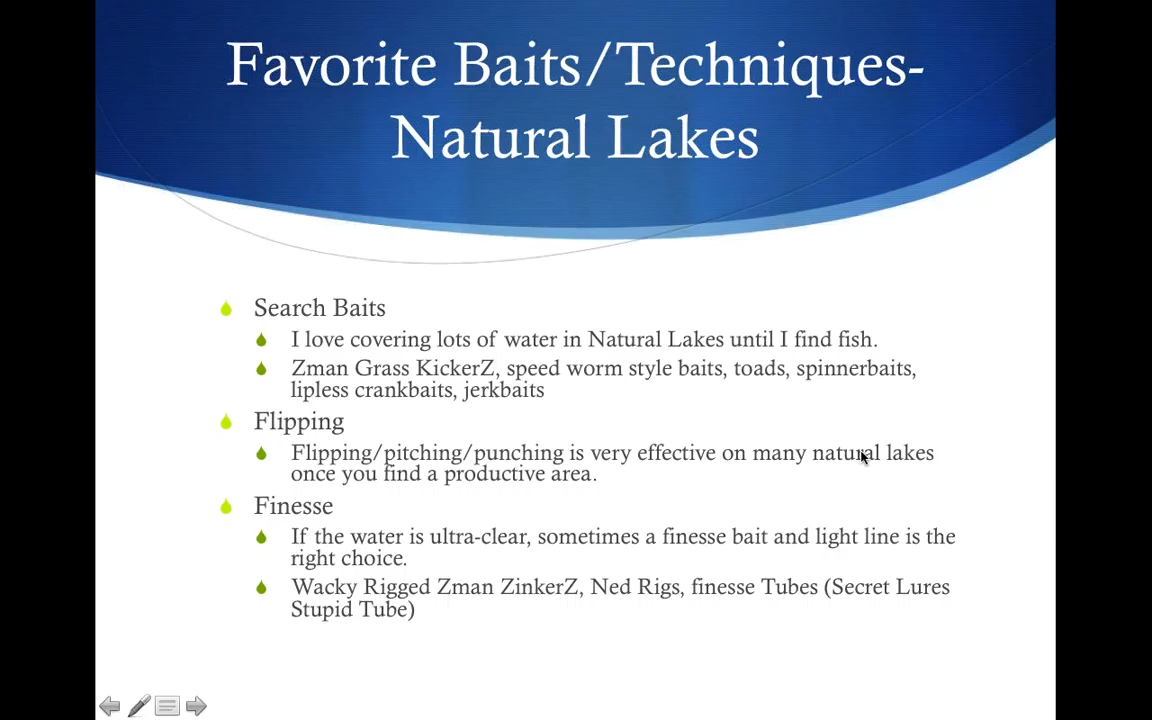 Favorite Baits/Techniques-
Natural Lakes
Search Baits
I love covering lots of water in Natural Lakes until I find fish.
Zman Grass KickerZ, speed worm style baits, toads, spinnerbaits,
lipless crankbaits, jerkbaits
Flipping
Flipping/pitching/punching is very effective on many natural lakes
once you find a productive area.
Finesse
If the water is ultra-clear, sometimes a finesse bait and light line is the
right choice.
Wacky Rigged Zman ZinkerZ, Ned Rigs, finesse Tubes (Secret Lures
Stupid Tube)